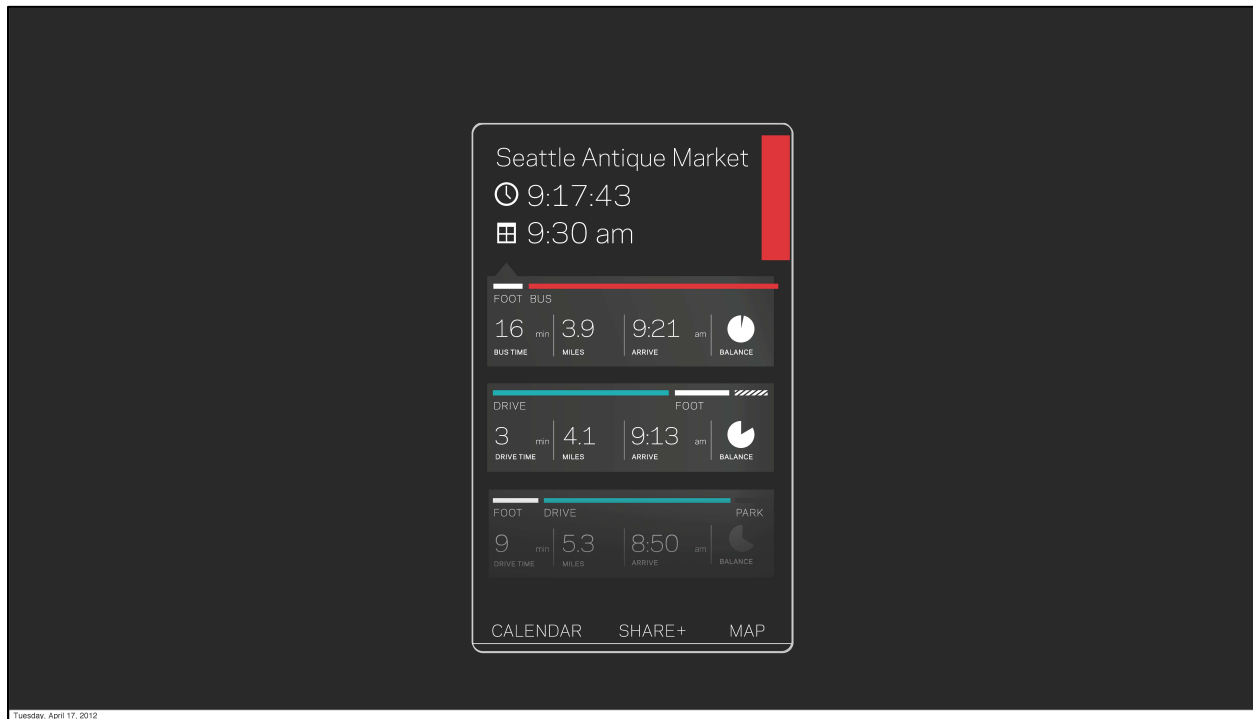 Seattle Antique Market
9:17:43
9:30 am
FOOT BUS
16 min 3.9 9:21 am
BUS TIME MILES ARRIVE BALANCE
DRIVE FOOT
3 min 4.1 9:13 am
DRIVE TIME MILES ARRIVE BALANCE
FOOT DRIVE PARK
9 min 5.3 8:50 am
DRIVE TIME MILES ARRIVE BALANCE
CALENDAR SHARE+ MAP
Tuesday, April 17, 2012